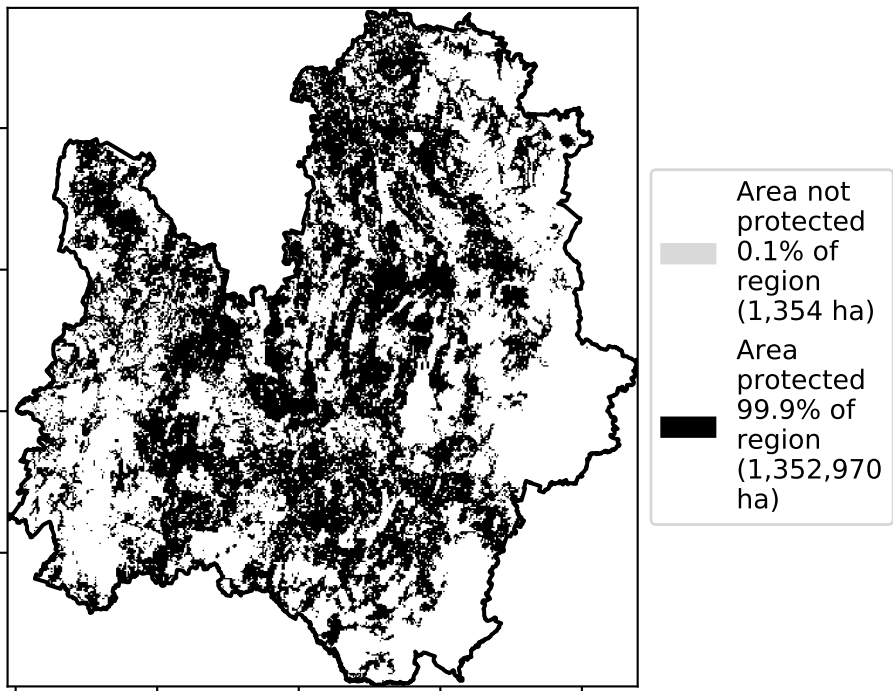 Area not
protected
0.1% of
region
(1,354 ha)
Area
protected
99.9% of
region
(1,352,970
ha)